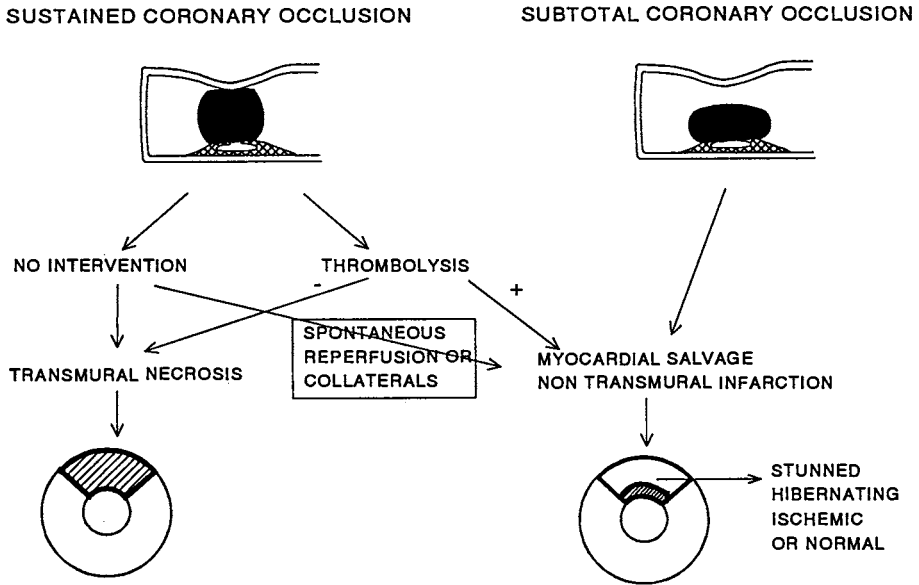 SUSTAINED CORONARY OCCLUSION
SUBTOTAL CORONARY OCCLUSION
NO INTERVENTION
THROMBOLYSIS
-
+
SPONTANEOUS
REPERFUSION OR
COLLATERALS
TRANSMURAL NECROSIS
MYOCARDIAL SALVAGE
NON TRANSMURAL INFARCTION
STUNNED
HIBERNATING
ISCHEMIC
OR NORMAL